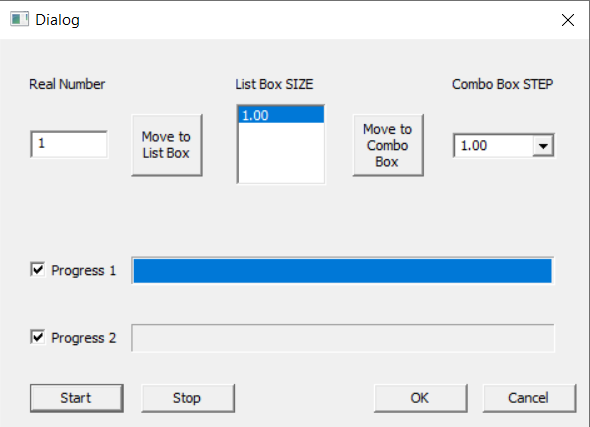 Dialog
Real Number
List Box SIZE
Combo Box STEP
1
Move to
List Box
1.00
Move to
Combo
Box
1.00
Progress 1
Progress 2
Start
Stop
OK
Cancel